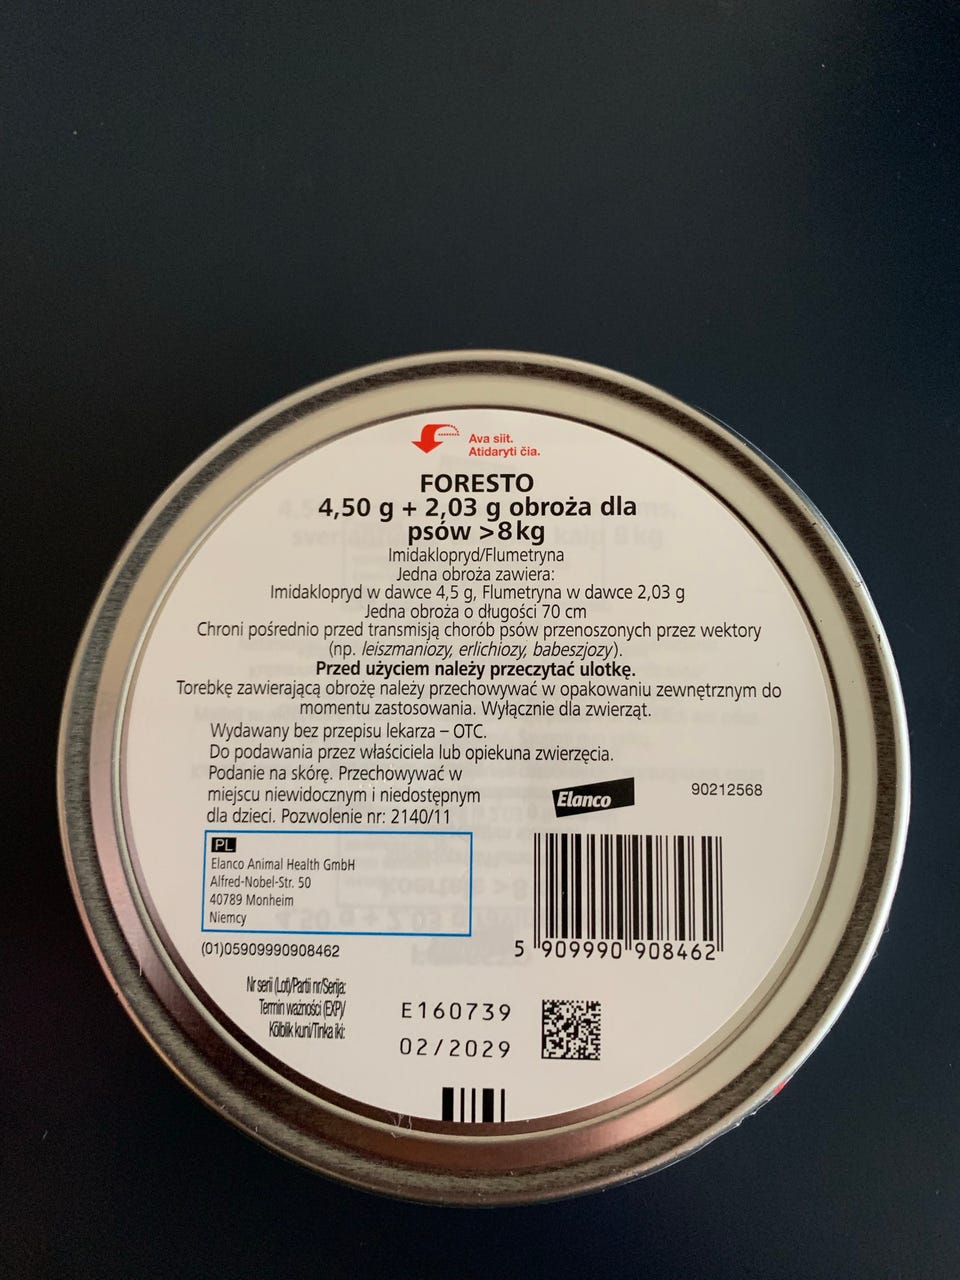 Ava siit.
Atidaryti čia.
FORESTO
4,50 g + 2,03 g obroża dla
psów >8kg
Imidaklopryd/Flumetryna
Jedna obroża zawiera:
Imidaklopryd w dawce 4,5 g, Flumetryna w dawce 2,03 g
Jedna obroża o długości 70 cm
Chroni pośrednio przed transmisją chorób psów przenoszonych przez wektory
(np. leiszmaniozy, erlichiozy, babeszjozy).
Przed użyciem należy przeczytać ulotkę.
Torebkę zawierającą obrożę należy przechowywać w opakowaniu zewnętrznym do
momentu zastosowania. Wyłącznie dla zwierząt.
Wydawany bez przepisu lekarza – OTC.
Do podawania przez właściciela lub opiekuna zwierzęcia.
Podanie na skórę. Przechowywać w
miejscu niewidocznym i niedostępnym
dla dzieci. Pozwolenie nr: 2140/11
Elanco
90212568
PL
Elanco Animal Health GmbH
Alfred-Nobel-Str. 50
40789 Monheim
Niemcy
(01)05909990908462
5 909990 908462
Nr serii (Lot)/Partii nr/Serija:
Termin ważności (EXP)/
Kõlblik kuni/Tinka iki:
E160739
02/2029